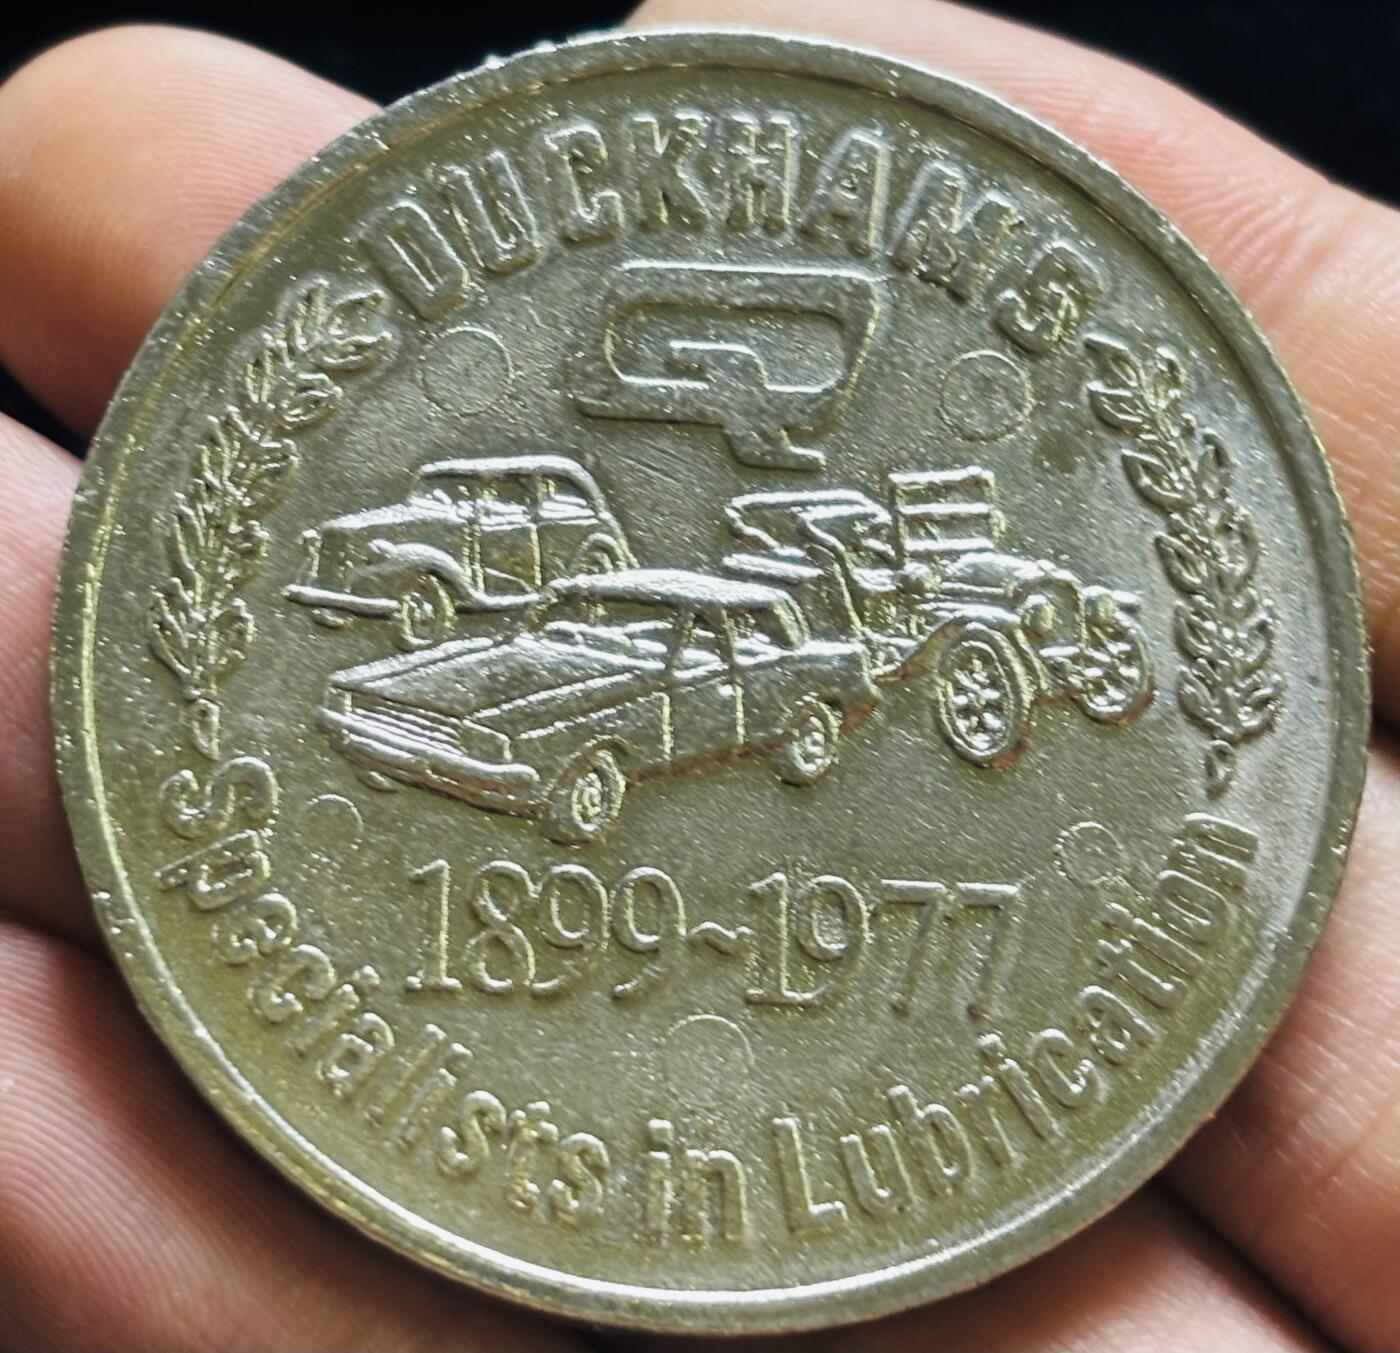 DUCKHAMS
Q
1899~1977
Specialists in Lubrication